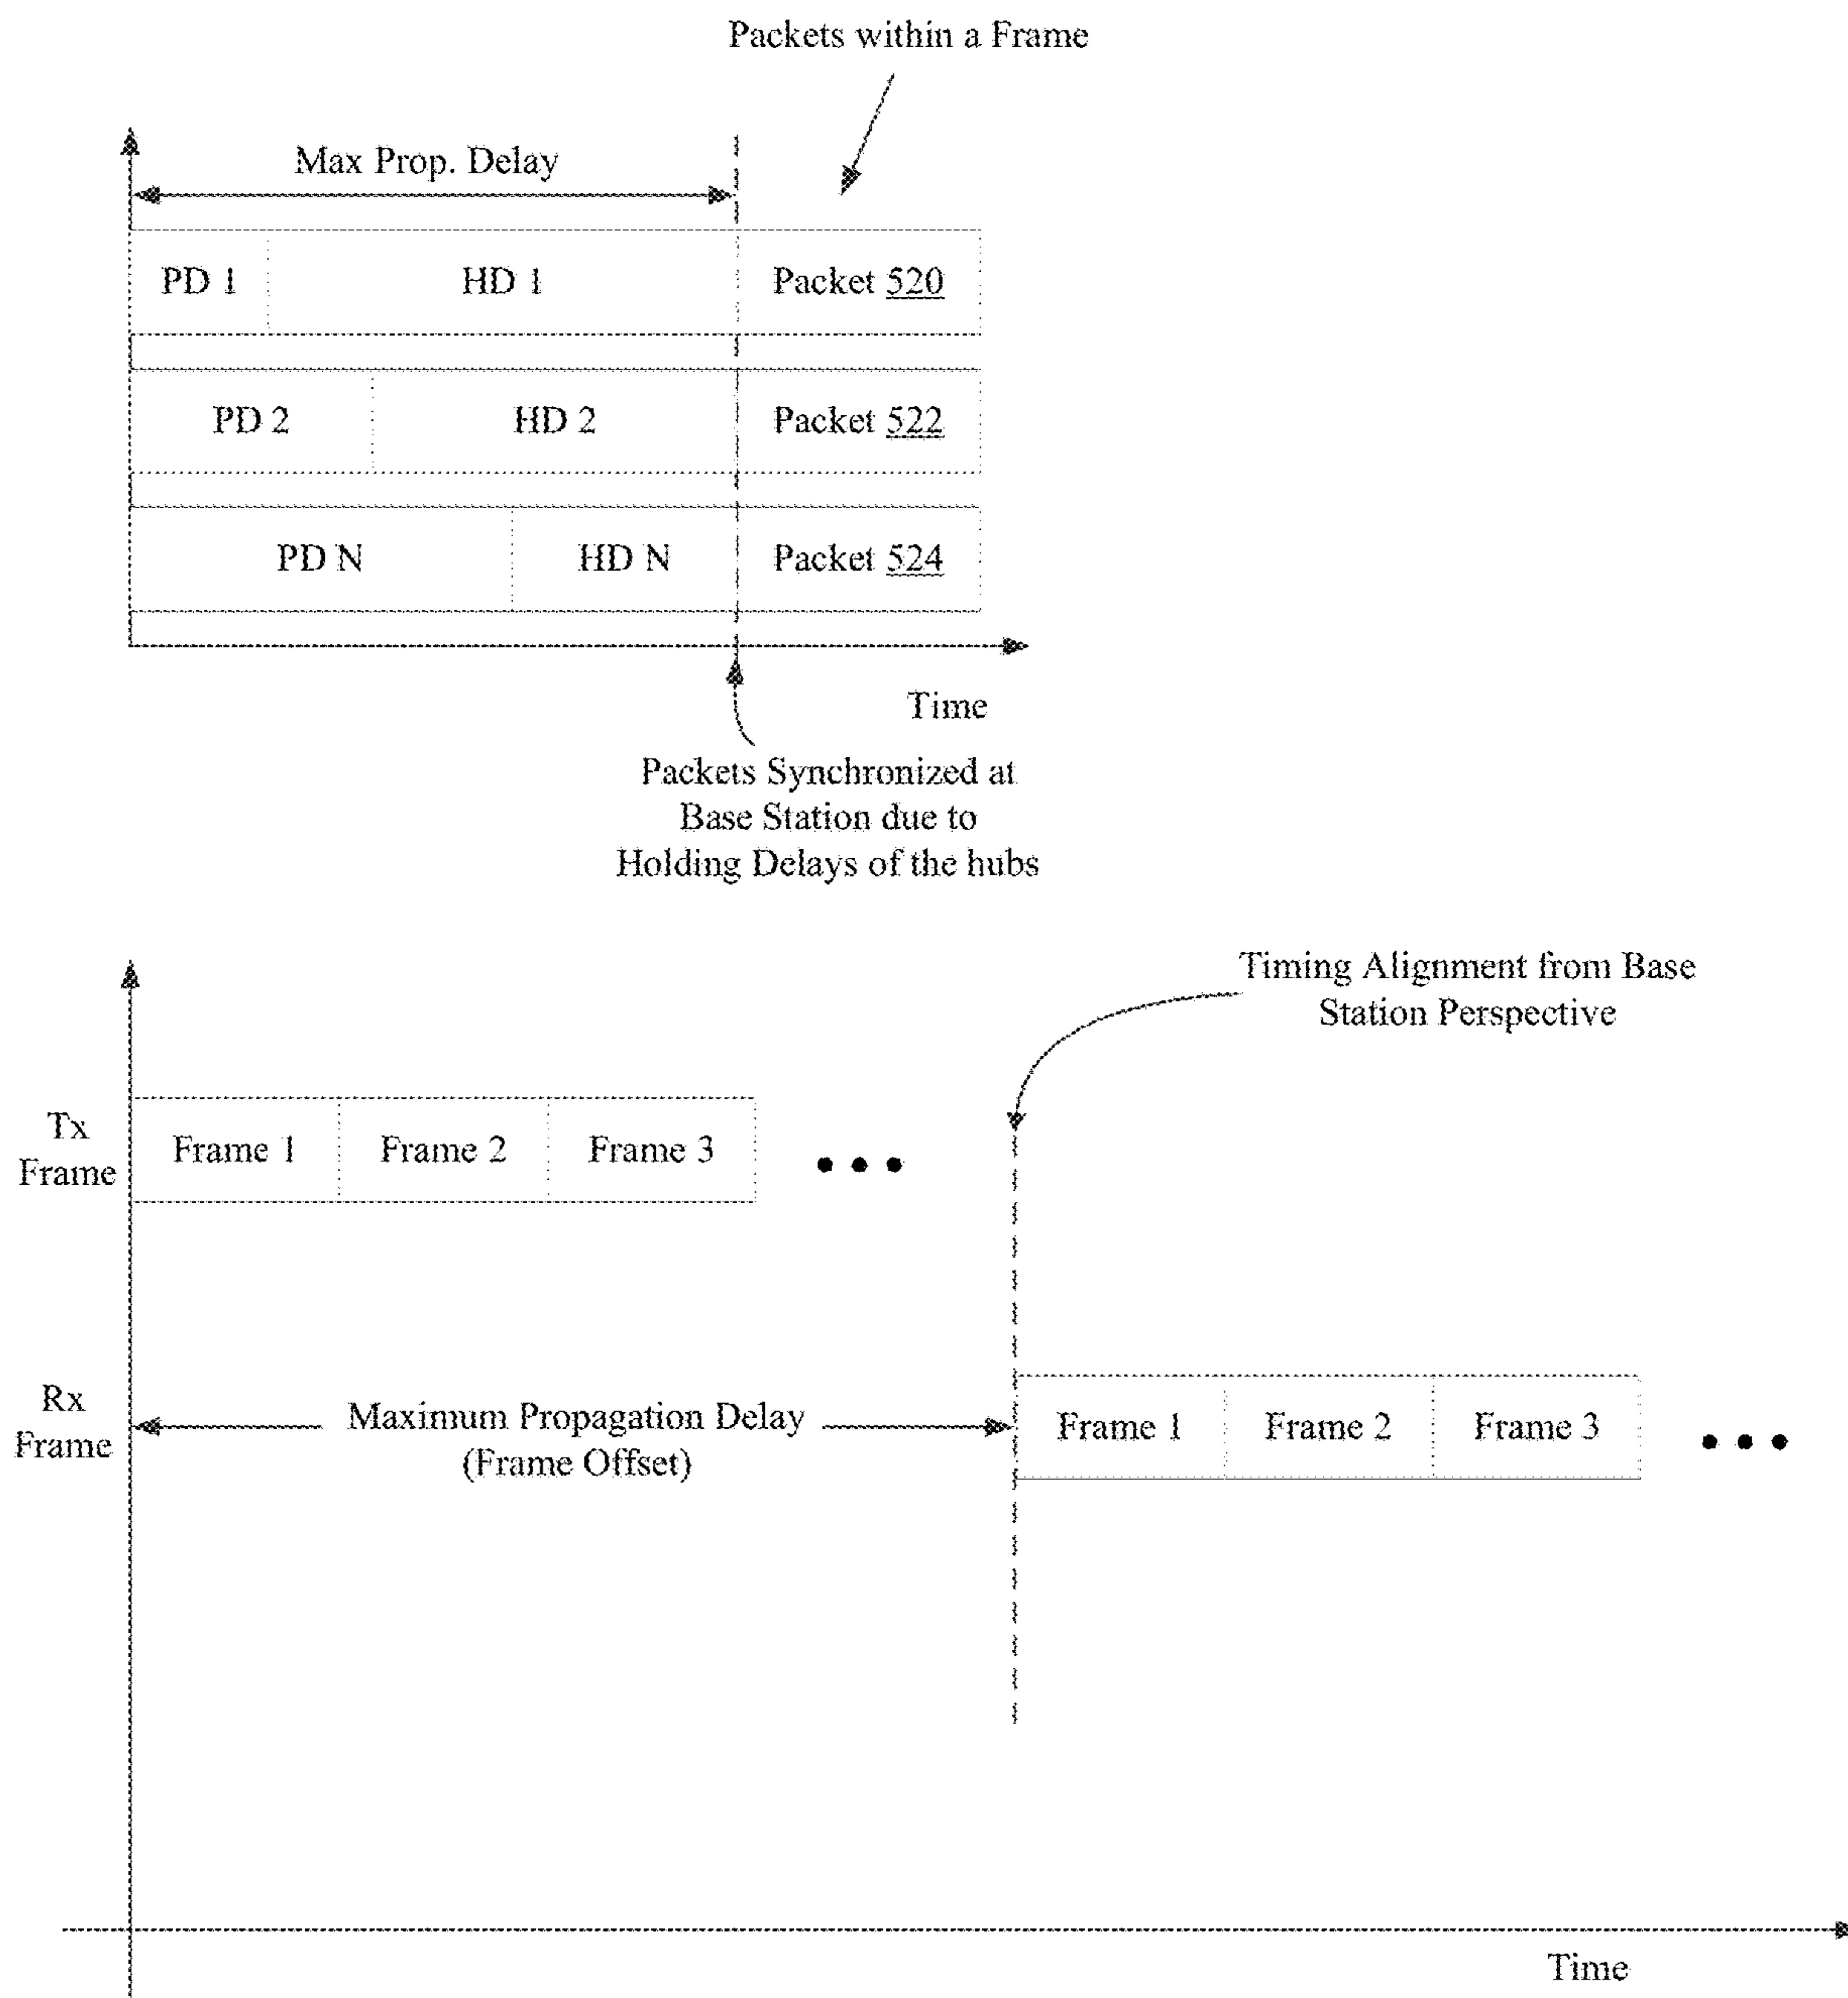 Packets within a Frame
Max Prop. Delay
PD 1
HD 1
Packet 520
PD 2
HD 2
Packet 522
PD N
HD N
Packet 524
Time
Packets Synchronized at
Base Station due to
Holding Delays of the hubs
Timing Alignment from Base
Station Perspective
Tx
Frame
Frame 1
Frame 2
Frame 3
Rx
Frame
Maximum Propagation Delay
(Frame Offset)
Frame 1
Frame 2
Frame 3
Time